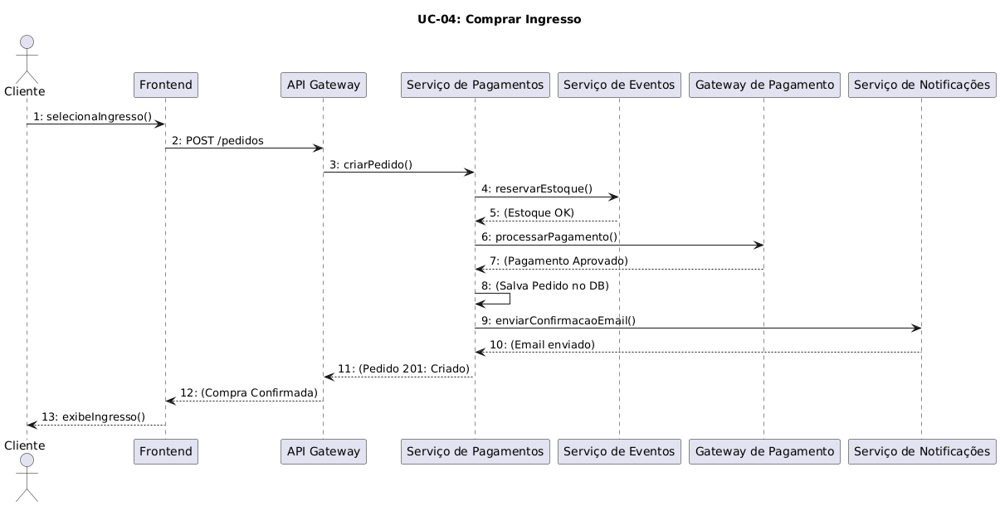 UC-04: Comprar Ingresso
Cliente
Frontend
API Gateway
Serviço de Pagamentos
Serviço de Eventos
Gateway de Pagamento
Serviço de Notificações
1: selecionaIngresso()
2: POST /pedidos
3: criarPedido()
4: reservarEstoque()
5: (Estoque OK)
6: processarPagamento()
7: (Pagamento Aprovado)
8: (Salva Pedido no DB)
9: enviarConfirmacaoEmail()
10: (Email enviado)
11: (Pedido 201: Criado)
12: (Compra Confirmada)
13: exibeIngresso()
Cliente
Frontend
API Gateway
Serviço de Pagamentos
Serviço de Eventos
Gateway de Pagamento
Serviço de Notificações